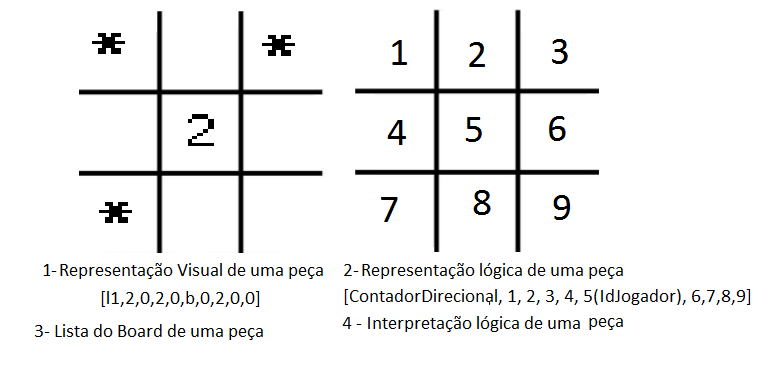 * *
2
*
1 2 3
4 5 6
7 8 9
1- Representação Visual de uma peça
[l1,2,0,2,0,b,0,2,0,0]
3- Lista do Board de uma peça
2- Representação lógica de uma peça
[ContadorDirecional, 1, 2, 3, 4, 5(IdJogador), 6,7,8,9]
4 - Interpretação lógica de uma peça